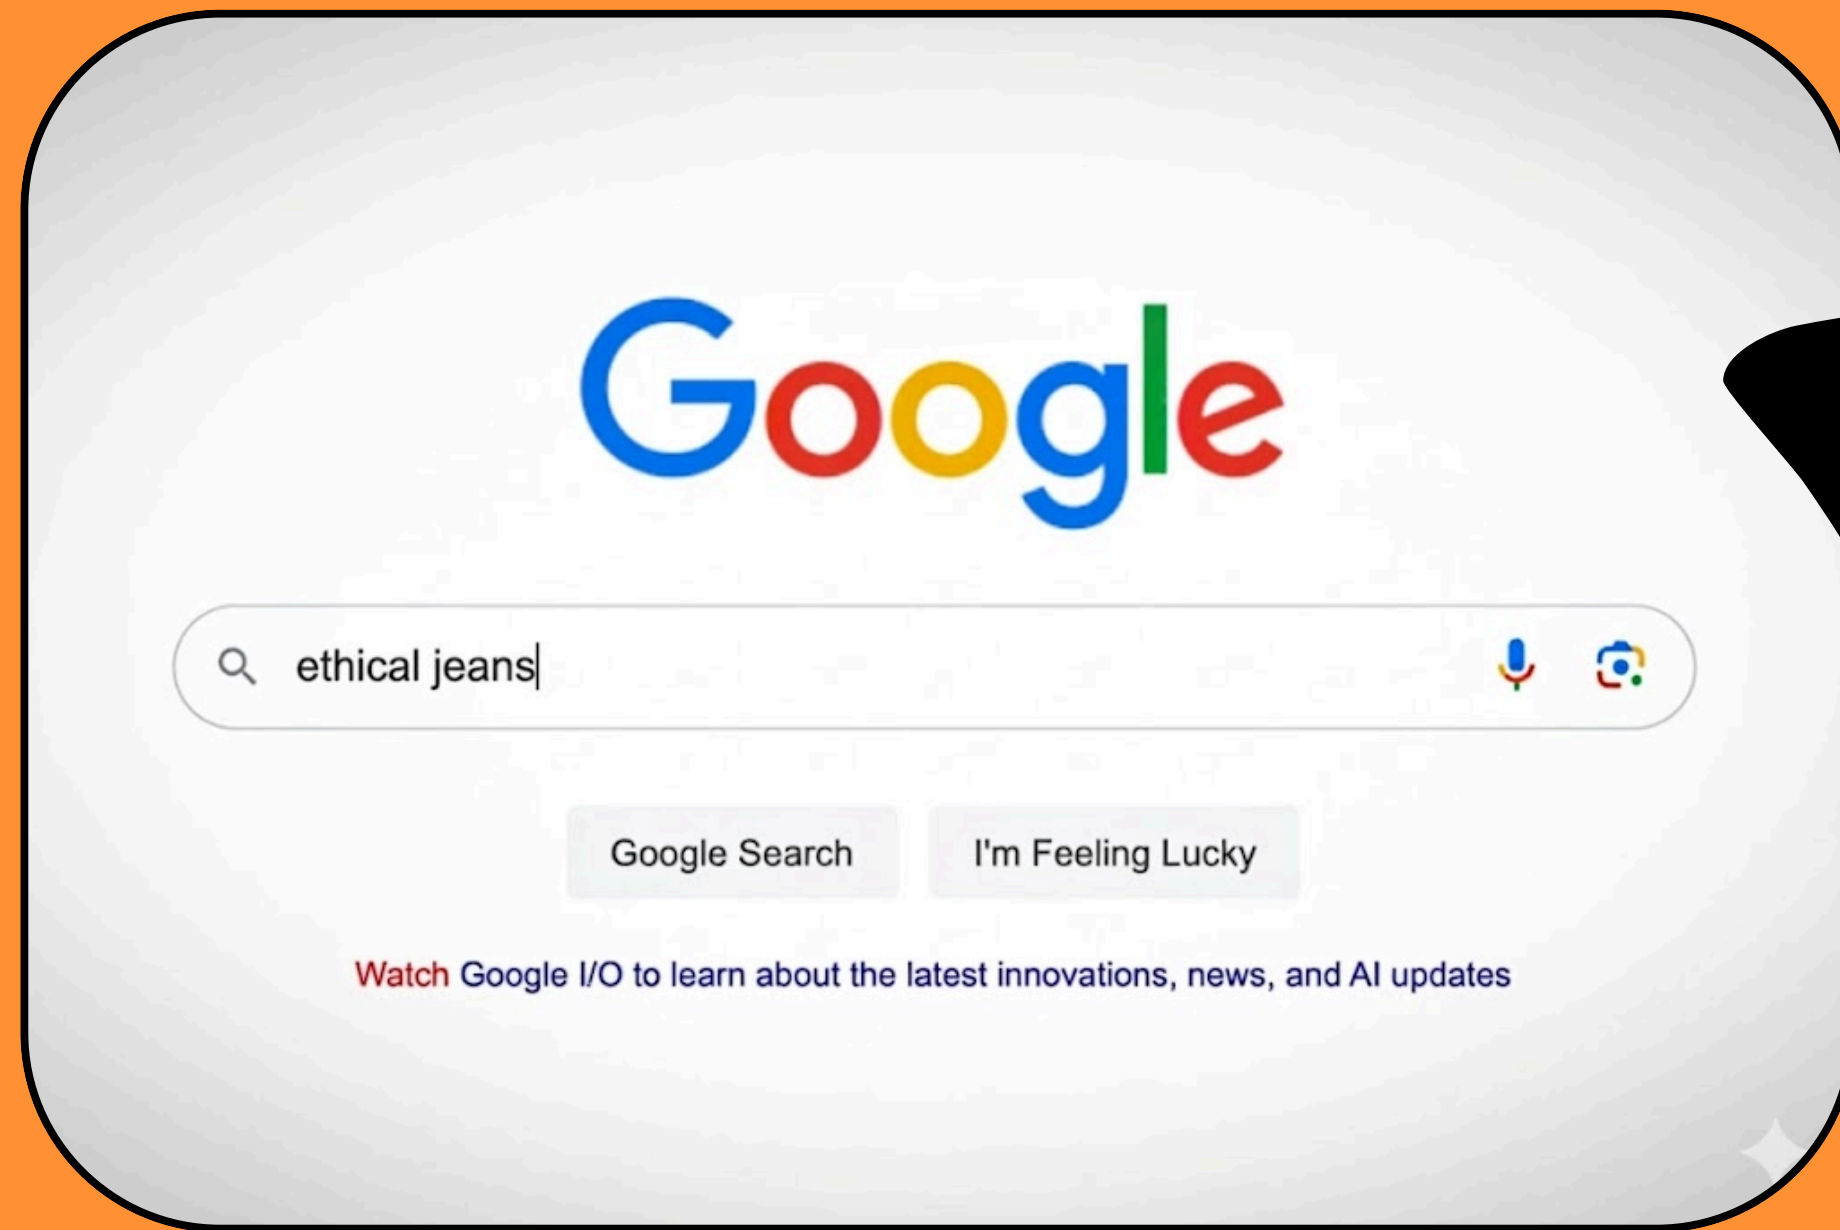 Google
ethical jeans
Google Search
I'm Feeling Lucky
Watch Google I/O to learn about the latest innovations, news, and AI updates